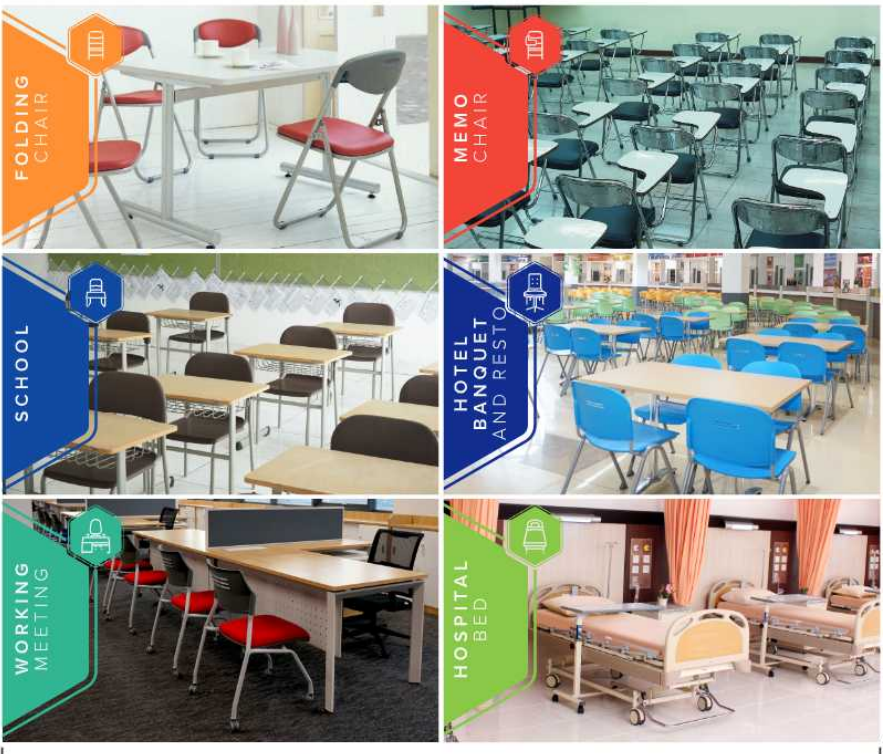 FOLDING
CHAIR
MEMO
CHAIR
SCHOOL
HOTEL
BANQUET
AND RESTO
WORKING
MEETING
HOSPITAL
BED